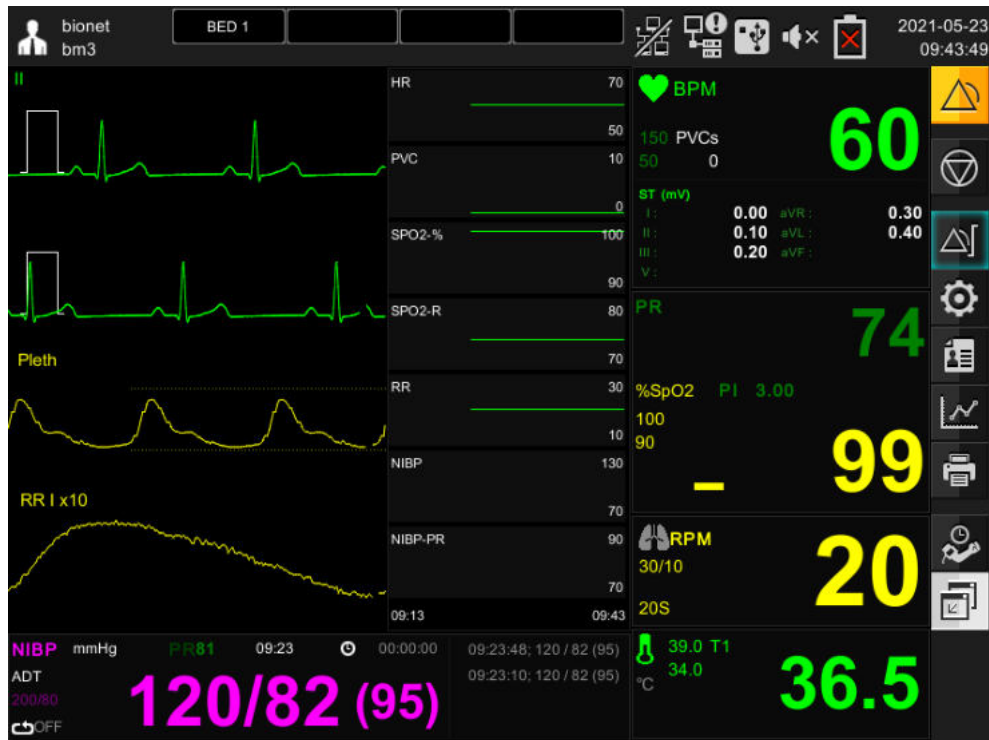 bionet
bm3
BED 1
2021-05-23
09:43:49
II
Pleth
RR I x10
HR 70
50
PVC 10
0
SPO2-% 100
90
SPO2-R 80
70
RR 30
10
NIBP 130
70
NIBP-PR 90
70
09:13 09:43
BPM
150 PVCs
50 0
60
ST (mV)
I : 0.00 aVR : 0.30
II : 0.10 aVL : 0.40
III : 0.20 aVF :
V :
PR 74
%SpO2 PI 3.00
100
90
99
RPM
30/10
20S
20
NIBP mmHg PR81 09:23 00:00:00
ADT
200/80
OFF
120/82 (95)
09:23:48; 120 / 82 (95)
09:23:10; 120 / 82 (95)
39.0 T1
34.0
°C
36.5